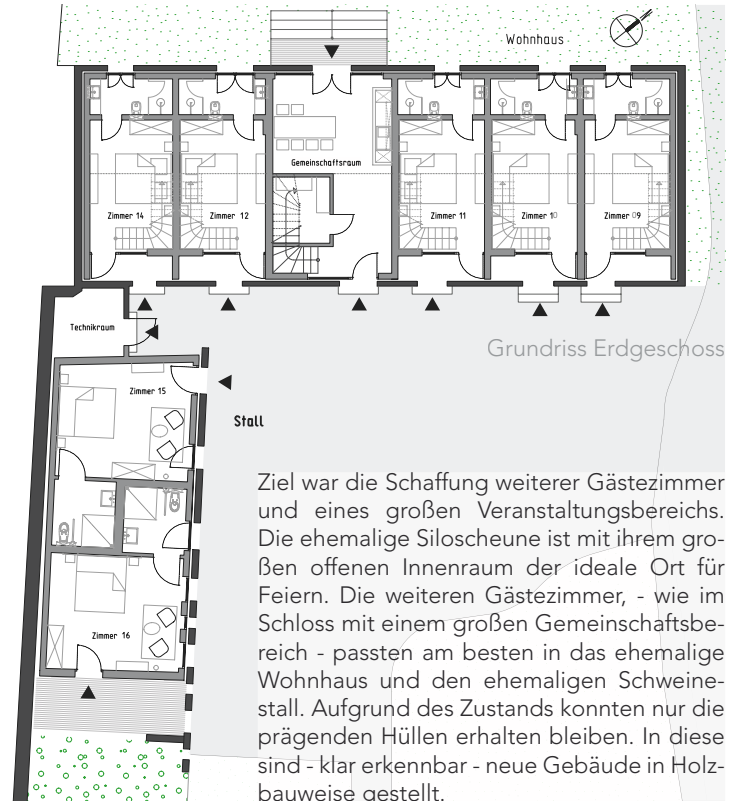 Wohnhaus
Gemeinschaftsraum
Zimmer 14
Zimmer 12
Zimmer 11
Zimmer 10
Zimmer 09
Technikraum
Grundriss Erdgeschoss
Zimmer 15
Stall
Ziel war die Schaffung weiterer Gästezimmer
und eines großen Veranstaltungsbereichs.
Die ehemalige Siloscheune ist mit ihrem gro-
ßen offenen Innenraum der ideale Ort für
Feiern. Die weiteren Gästezimmer, - wie im
Schloss mit einem großen Gemeinschaftsbe-
reich - passten am besten in das ehemalige
Wohnhaus und den ehemaligen Schweine-
stall. Aufgrund des Zustands konnten nur die
prägenden Hüllen erhalten bleiben. In diese
sind - klar erkennbar - neue Gebäude in Holz-
bauweise gestellt.
Zimmer 16